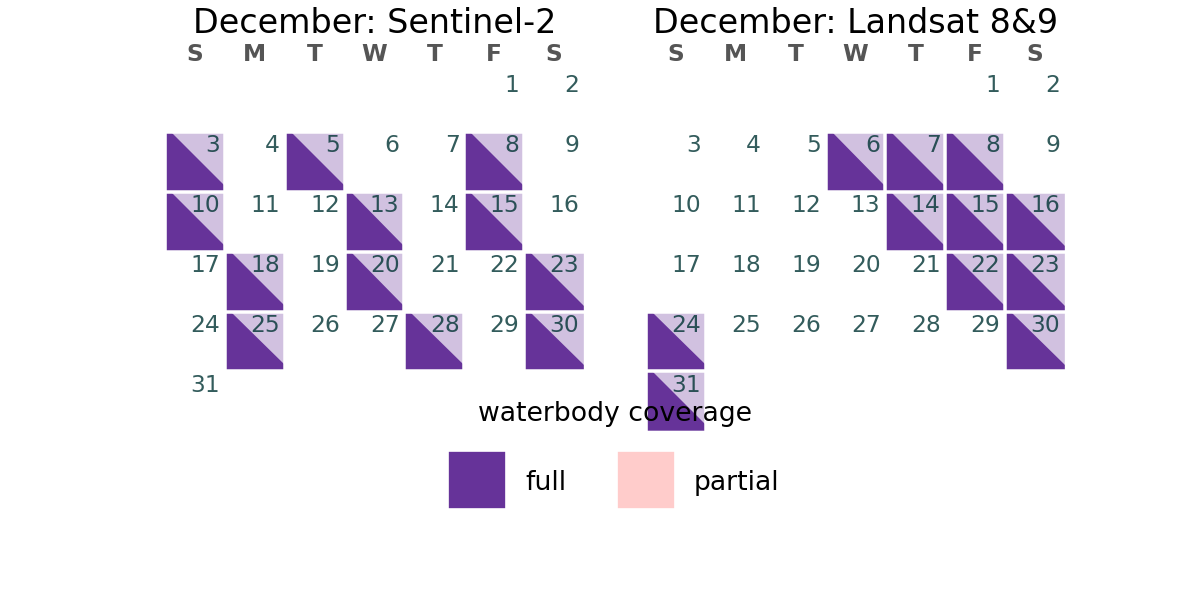 December: Sentinel-2
S M T W T F S
1 2
3 4 5 6 7 8 9
10 11 12 13 14 15 16
17 18 19 20 21 22 23
24 25 26 27 28 29 30
31
December: Landsat 8&9
S M T W T F S
1 2
3 4 5 6 7 8 9
10 11 12 13 14 15 16
17 18 19 20 21 22 23
24 25 26 27 28 29 30
31
waterbody coverage
full partial